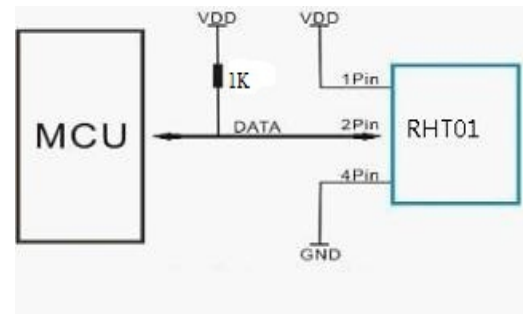 VDD VDD
1K
1Pin
MCU DATA 2Pin RHT01
4Pin
GND